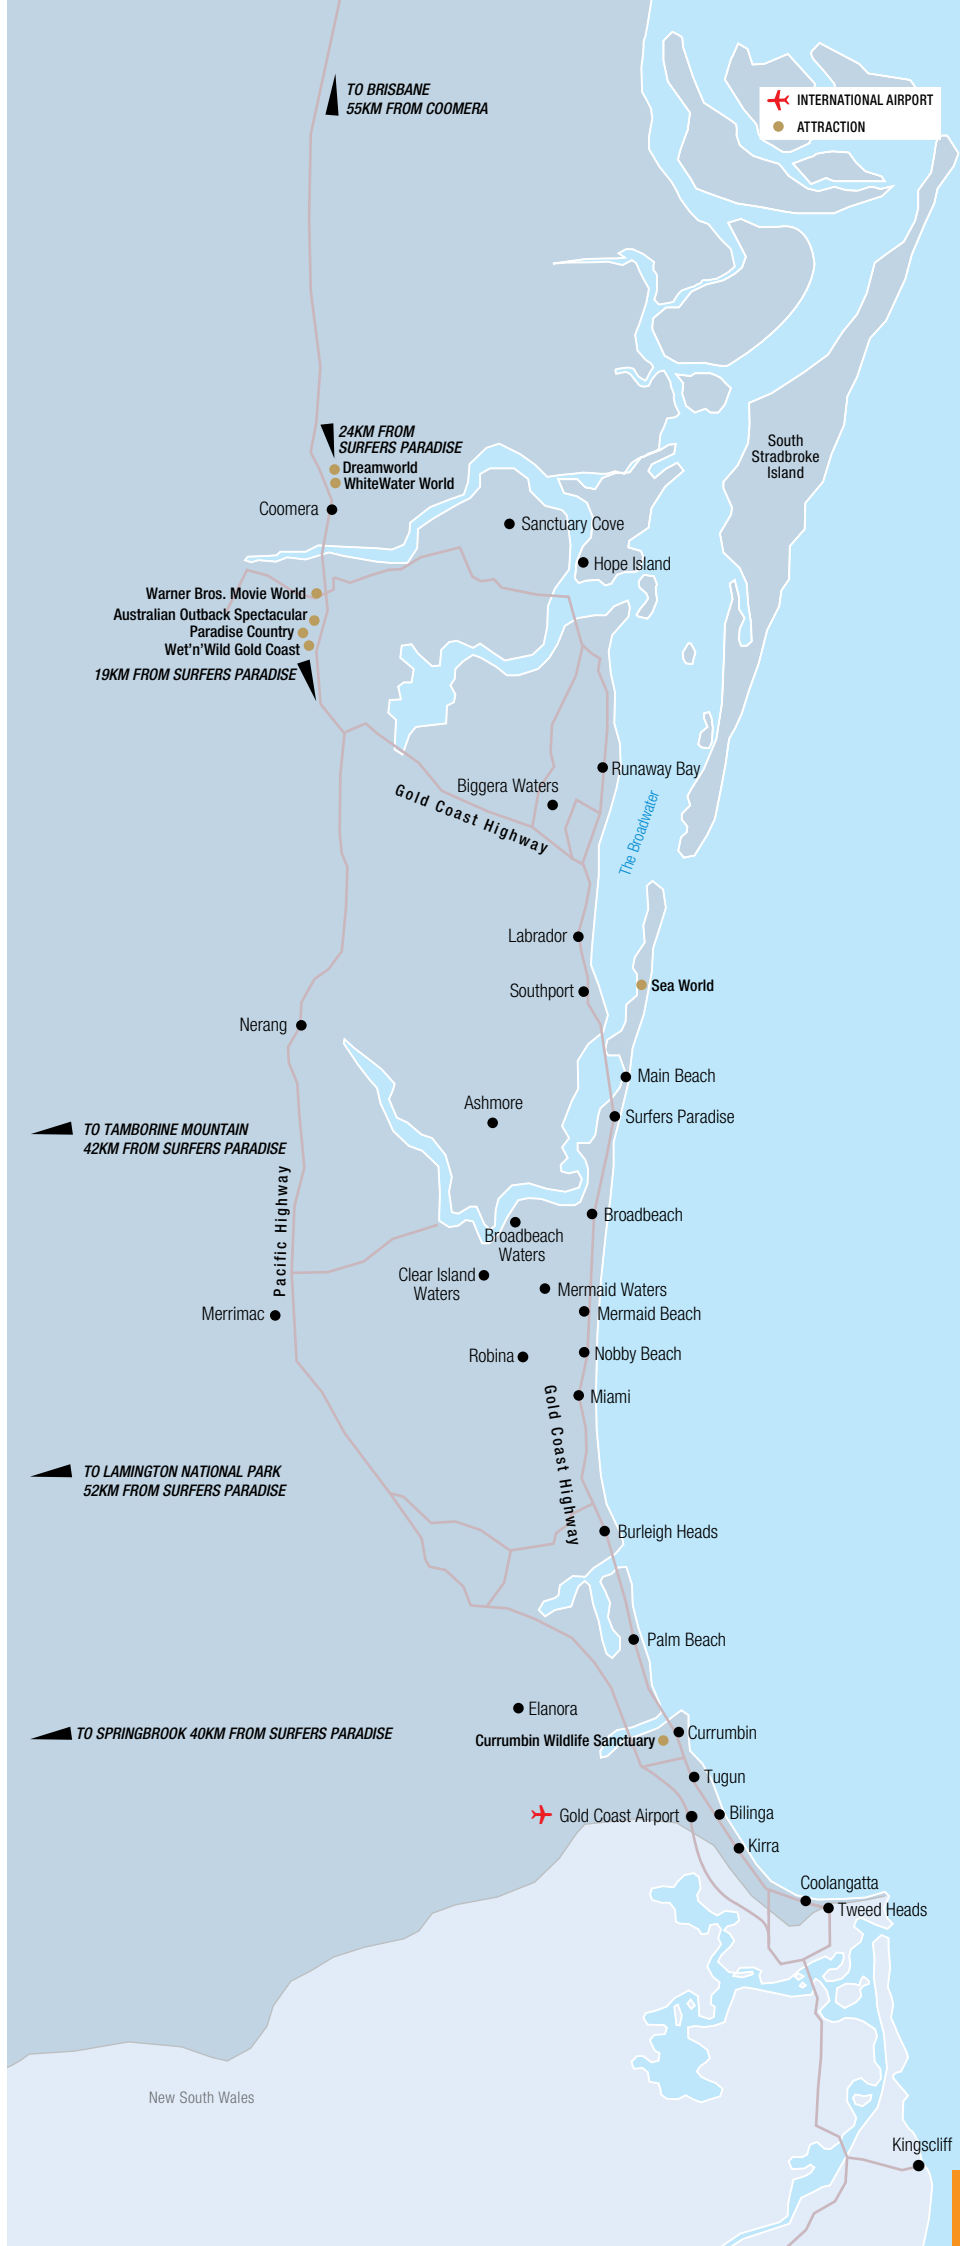 TO BRISBANE
55KM FROM COOMERA
INTERNATIONAL AIRPORT
ATTRACTION
24KM FROM
SURFERS PARADISE
Dreamworld
WhiteWater World
South
Stradbroke
Island
Coomera
Sanctuary Cove
Hope Island
Warner Bros. Movie World
Australian Outback Spectacular
Paradise Country
Wet'n'Wild Gold Coast
19KM FROM SURFERS PARADISE
Runaway Bay
Biggera Waters
Gold Coast Highway
The Broadwater
Labrador
Southport
Sea World
Nerang
Main Beach
Ashmore
Surfers Paradise
TO TAMBORINE MOUNTAIN
42KM FROM SURFERS PARADISE
Pacific Highway
Broadbeach
Broadbeach
Waters
Clear Island
Waters
Mermaid Waters
Mermaid Beach
Merrimac
Robina
Nobby Beach
Miami
Gold Coast Highway
TO LAMINGTON NATIONAL PARK
52KM FROM SURFERS PARADISE
Burleigh Heads
Palm Beach
Elanora
TO SPRINGBROOK 40KM FROM SURFERS PARADISE
Currumbin Wildlife Sanctuary
Currumbin
Tugun
Gold Coast Airport
Bilinga
Kirra
Coolangatta
Tweed Heads
New South Wales
Kingscliff